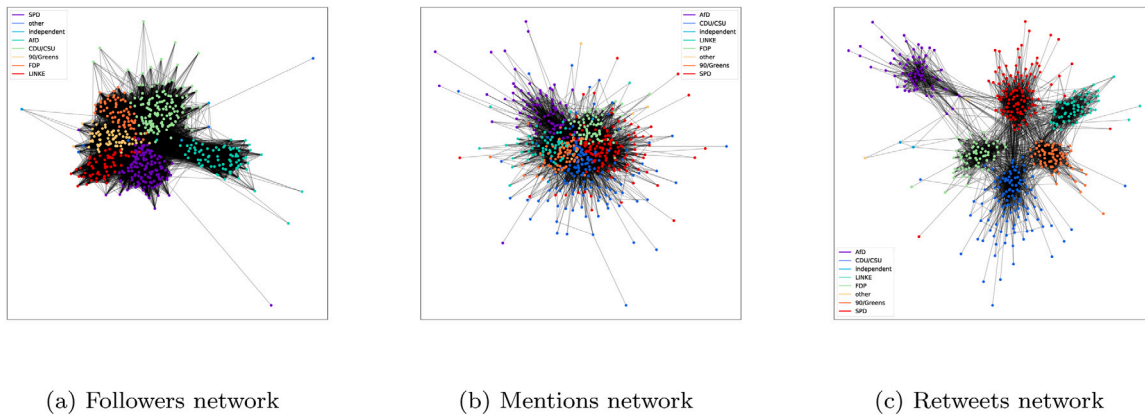 SPD
other
independent
AfD
CDU/CSU
90/Greens
FDP
LINKE
AfD
CDU/CSU
independent
LINKE
FDP
other
90/Greens
SPD
AfD
CDU/CSU
independent
LINKE
FDP
other
90/Greens
SPD
(a) Followers network
(b) Mentions network
(c) Retweets network